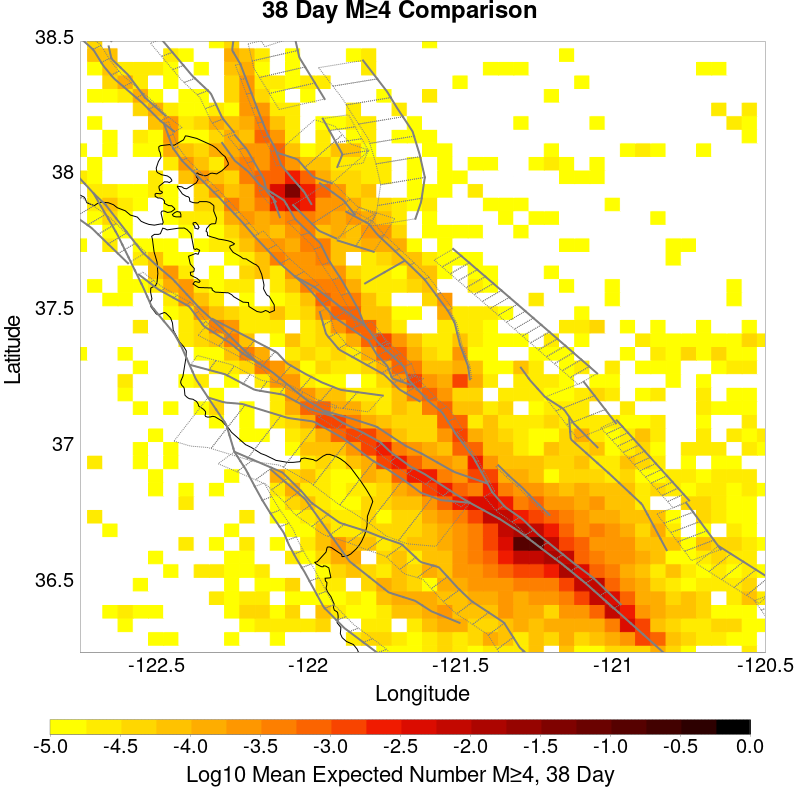 38 Day M≥4 Comparison
38.5
38
37.5
37
36.5
Latitude
-122.5 -122 -121.5 -121 -120.5
Longitude
-5.0 -4.5 -4.0 -3.5 -3.0 -2.5 -2.0 -1.5 -1.0 -0.5 0.0
Log10 Mean Expected Number M≥4, 38 Day